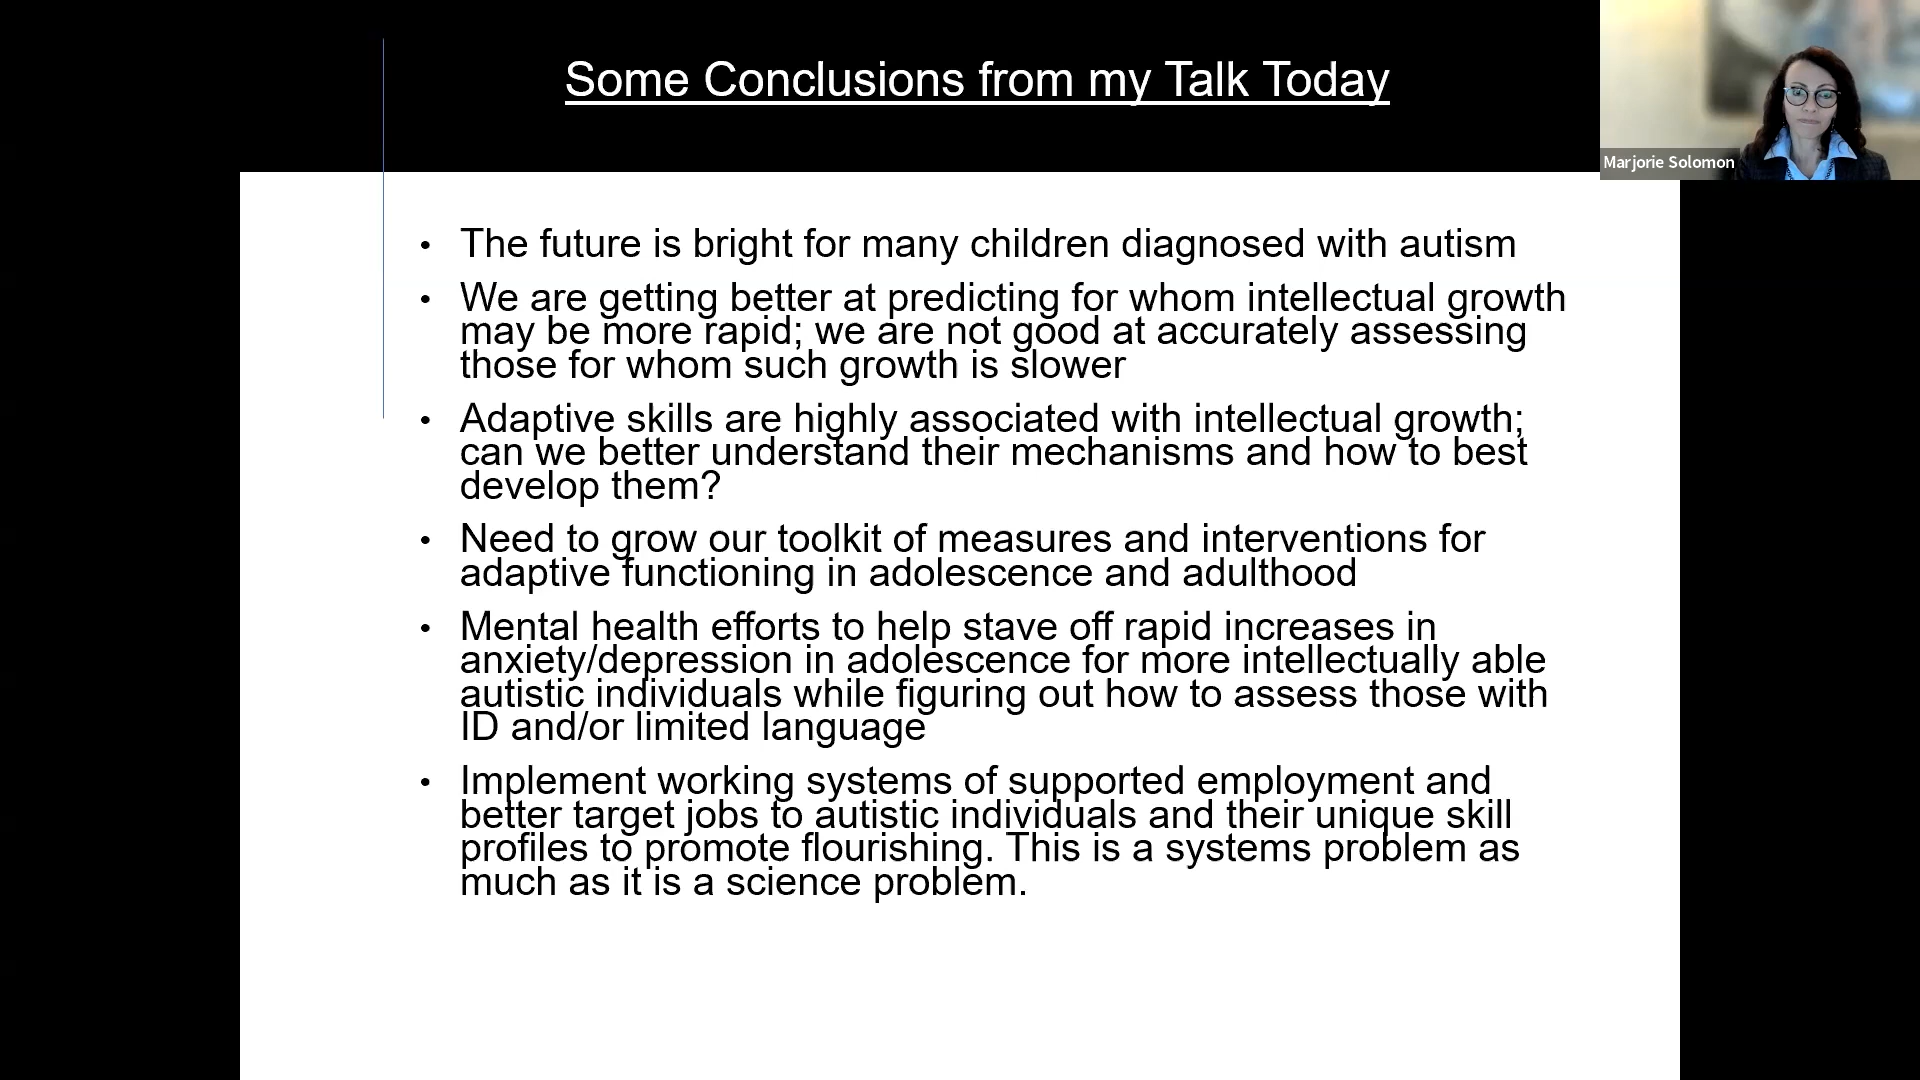 Some Conclusions from my Talk Today
Marjorie Solomon
• The future is bright for many children diagnosed with autism
• We are getting better at predicting for whom intellectual growth
may be more rapid; we are not good at accurately assessing
those for whom such growth is slower
• Adaptive skills are highly associated with intellectual growth;
can we better understand their mechanisms and how to best
develop them?
• Need to grow our toolkit of measures and interventions for
adaptive functioning in adolescence and adulthood
• Mental health efforts to help stave off rapid increases in
anxiety/depression in adolescence for more intellectually able
autistic individuals while figuring out how to assess those with
ID and/or limited language
• Implement working systems of supported employment and
better target jobs to autistic individuals and their unique skill
profiles to promote flourishing. This is a systems problem as
much as it is a science problem.